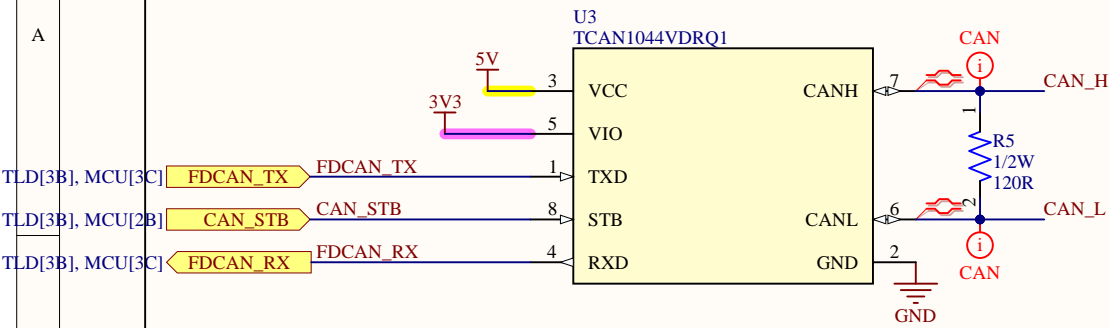 A
U3
TCAN1044VDRQ1
CAN
i
5V
3 VCC CANH 7 CAN_H
3V3
5 VIO
1
R5
1/2W
120R
2
TLD[3B], MCU[3C] FDCAN_TX FDCAN_TX 1 TXD
TLD[3B], MCU[2B] CAN_STB CAN_STB 8 STB CANL 6 CAN_L
i
CAN
TLD[3B], MCU[3C] FDCAN_RX FDCAN_RX 4 RXD GND 2
GND